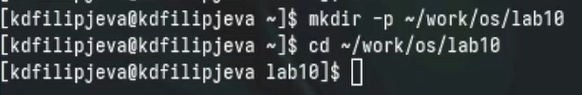 [kdfilipjeva@kdfilipjeva ~]$ mkdir -p ~/work/os/lab10
[kdfilipjeva@kdfilipjeva ~]$ cd ~/work/os/lab10
[kdfilipjeva@kdfilipjeva lab10]$